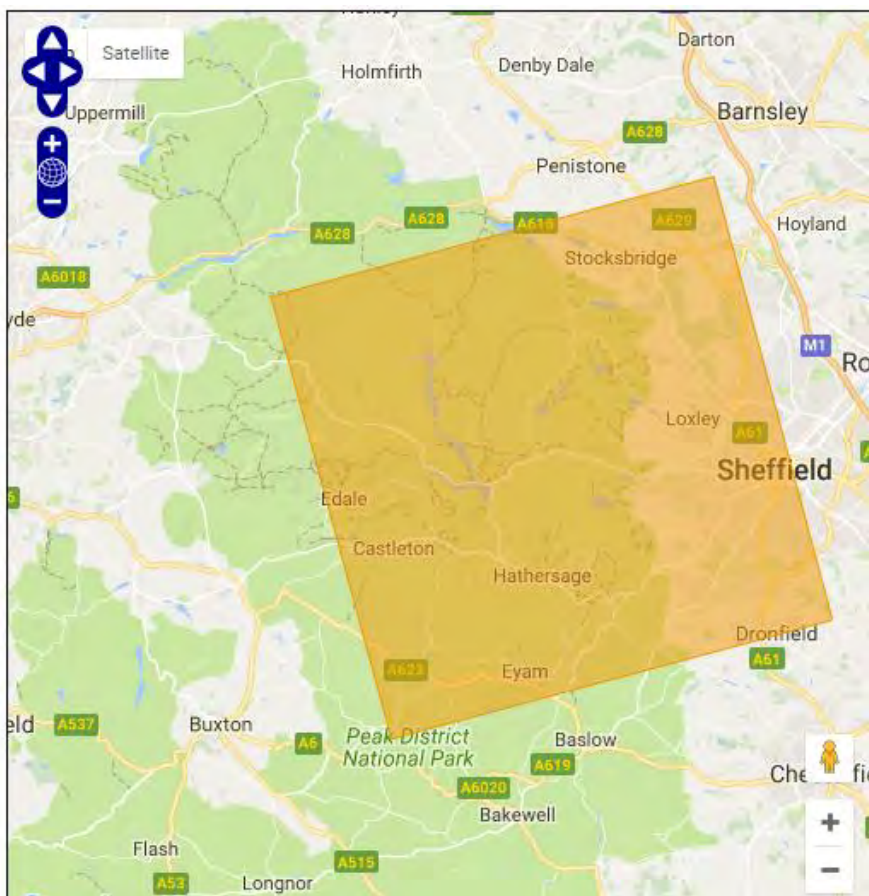 Satellite
Darton
Holmfirth
Denby Dale
Uppermill
Barnsley
A628
Penistone
A628
A628
A616
A629
Hoyland
A6018
Stocksbridge
M1
Loxley
A61
Sheffield
Edale
Castleton
Hathersage
Dronfield
A623
Eyam
A61
A537
Buxton
A6
Peak District
National Park
Baslow
A619
A6020
Bakewell
Flash
A515
A53
Longnor